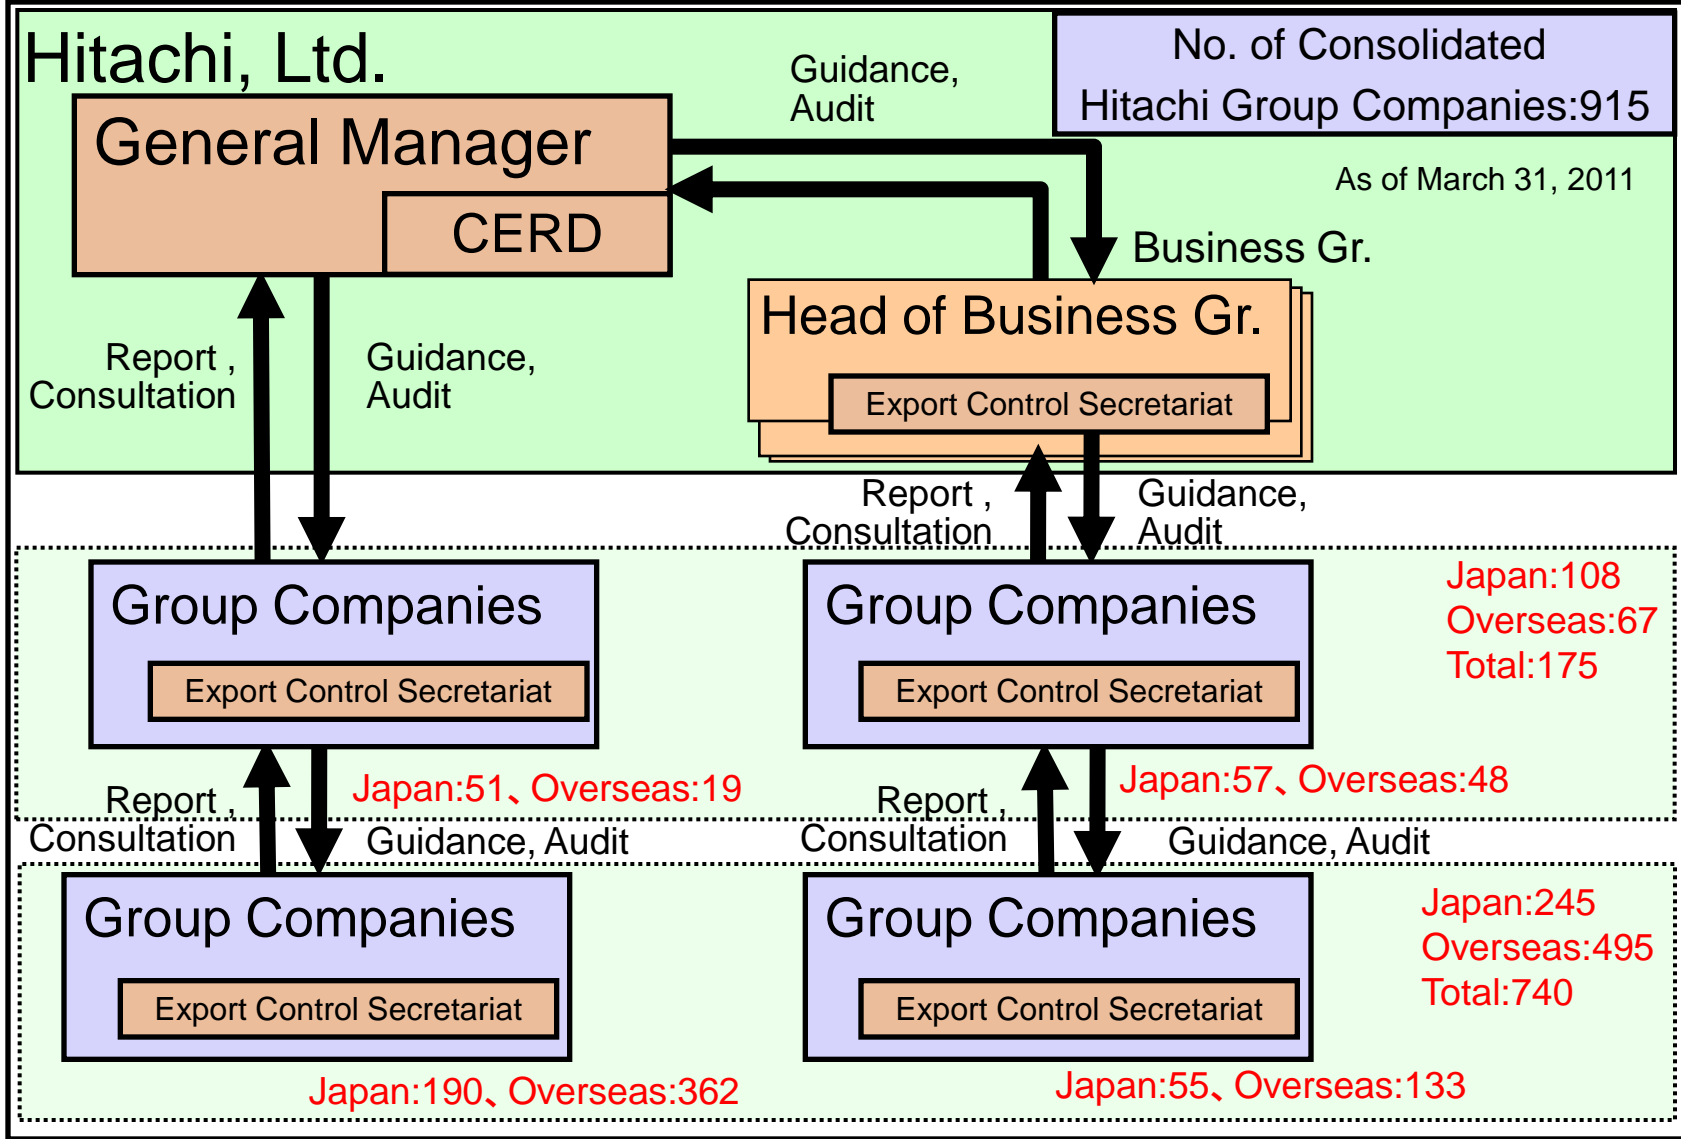 Hitachi, Ltd.
No. of Consolidated
Hitachi Group Companies:915
As of March 31, 2011
Guidance,
Audit
General Manager
CERD
Business Gr.
Head of Business Gr.
Export Control Secretariat
Report ,
Consultation
Guidance,
Audit
Report ,
Consultation
Guidance,
Audit
Group Companies
Export Control Secretariat
Group Companies
Export Control Secretariat
Japan:108
Overseas:67
Total:175
Japan:51、Overseas:19
Japan:57、Overseas:48
Report ,
Consultation
Guidance, Audit
Report ,
Consultation
Guidance, Audit
Group Companies
Export Control Secretariat
Group Companies
Export Control Secretariat
Japan:245
Overseas:495
Total:740
Japan:190、Overseas:362
Japan:55、Overseas:133